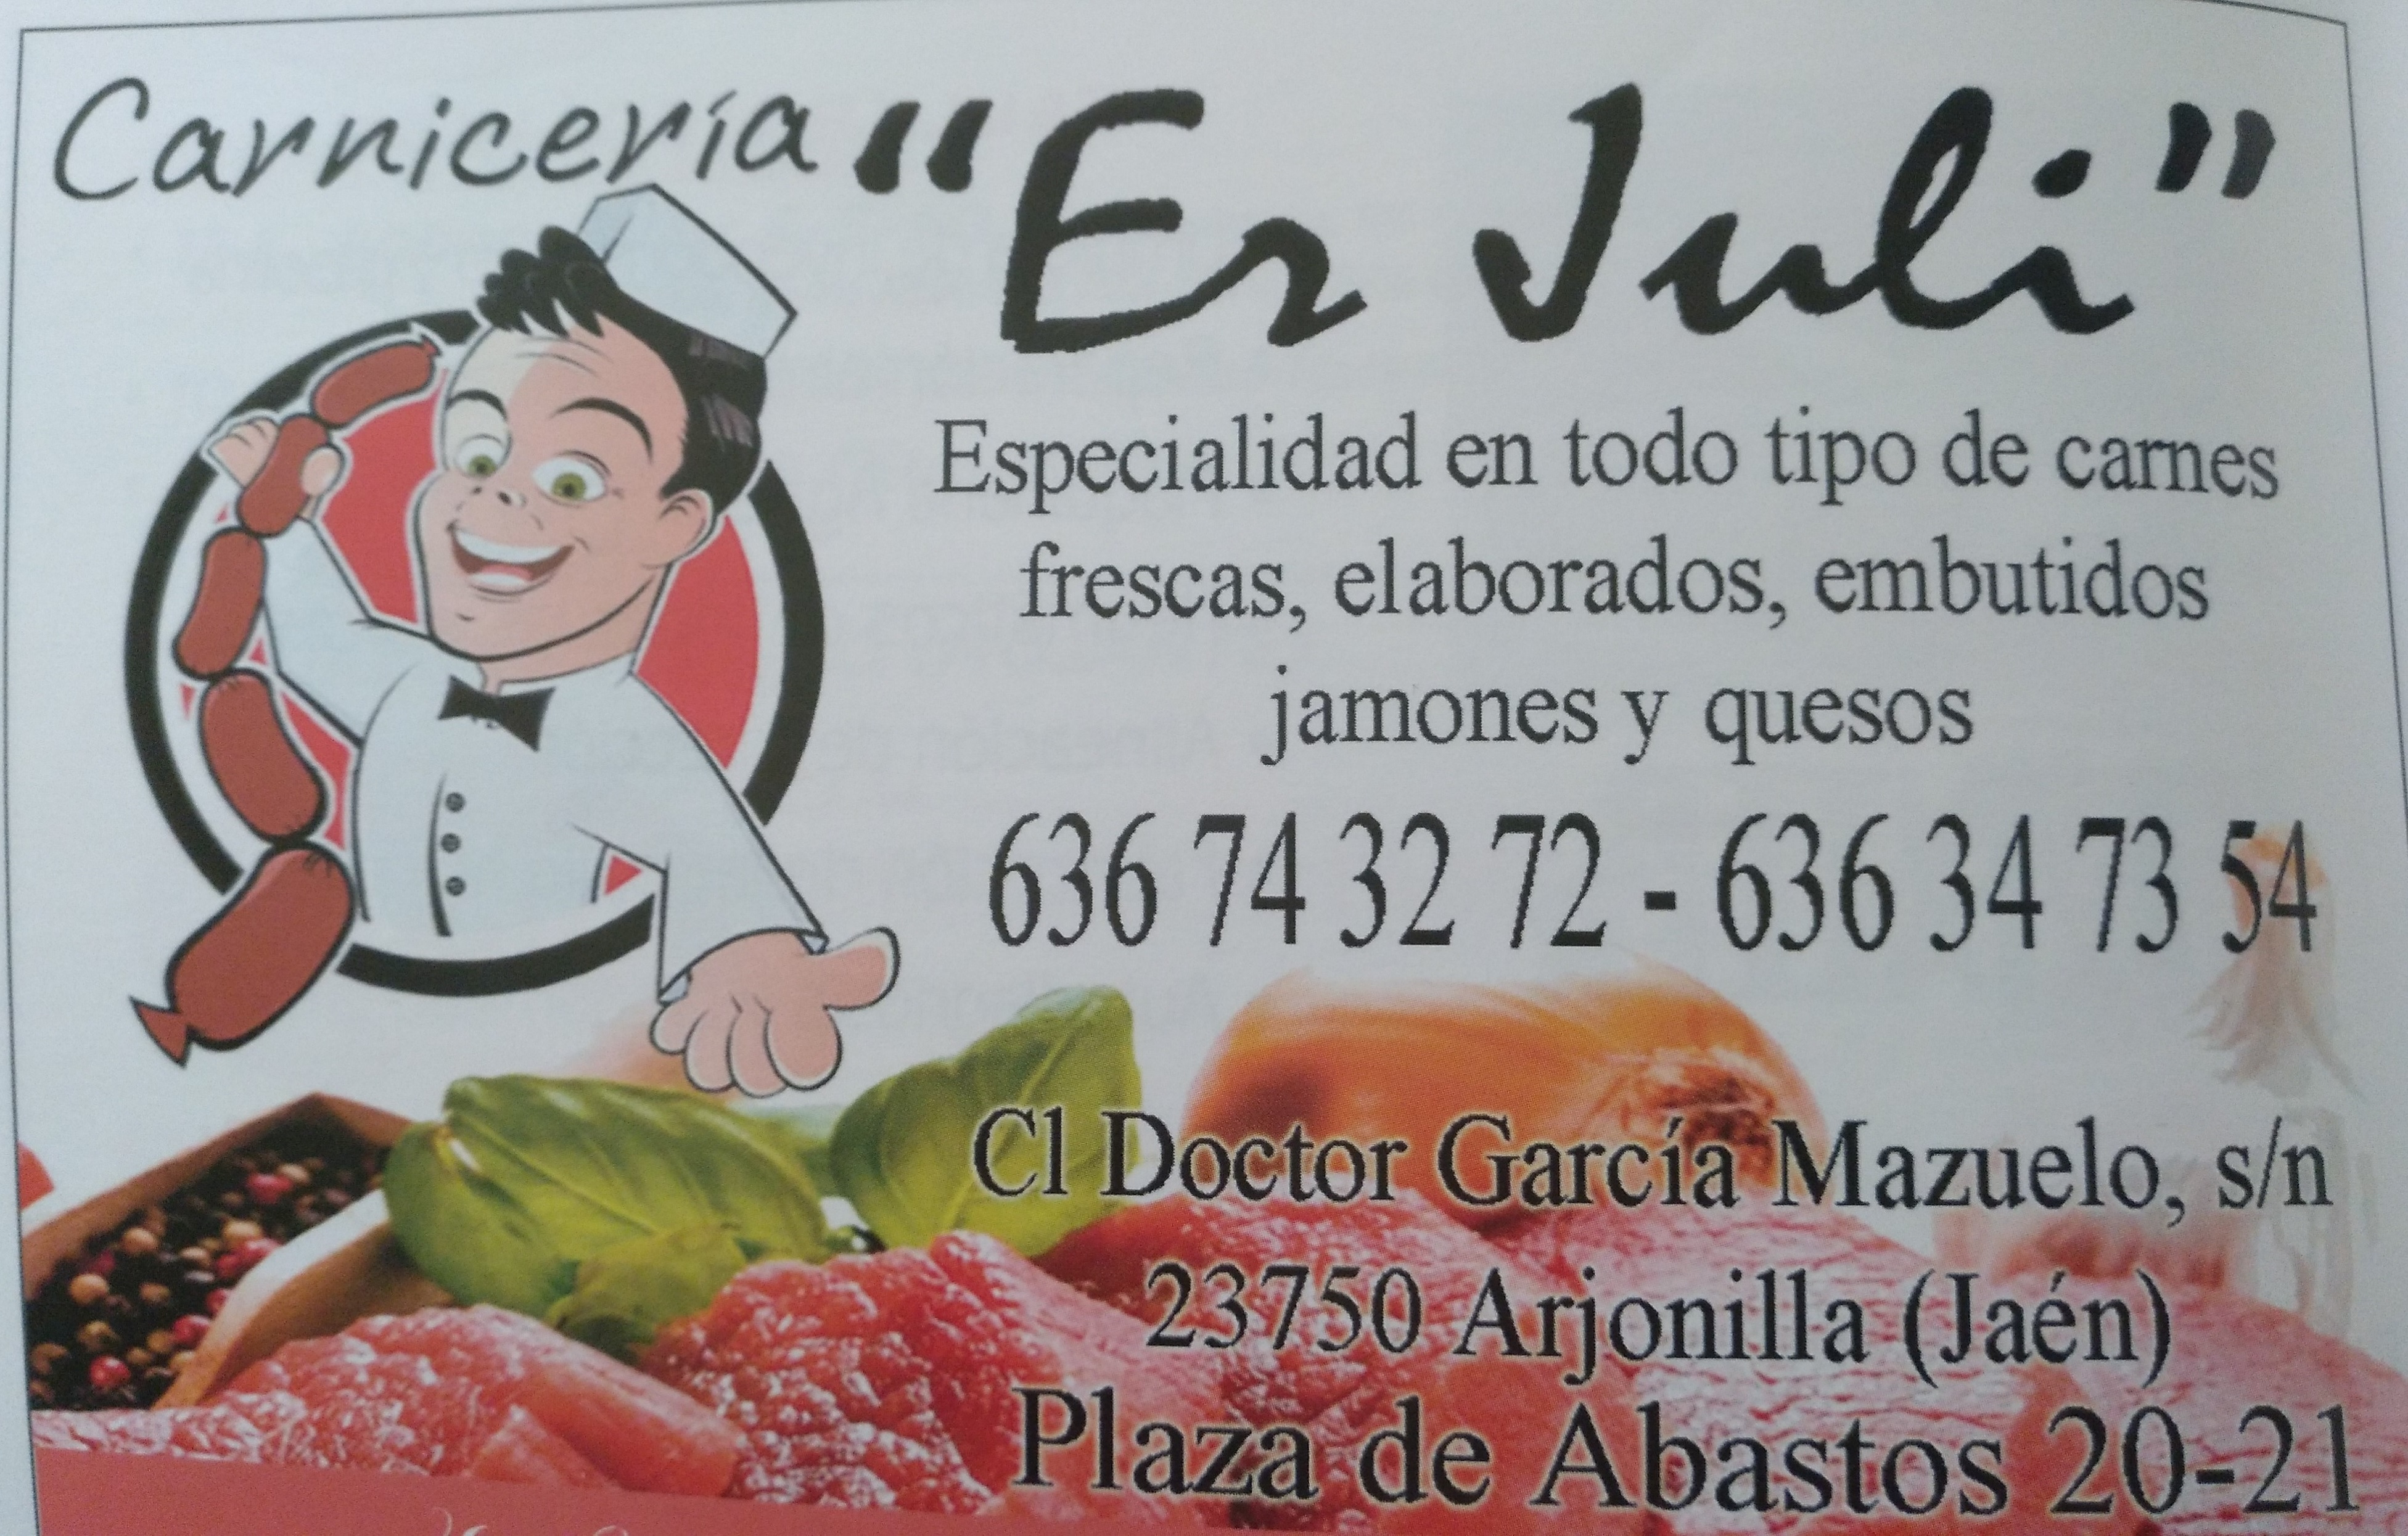 Carnicería "Er Juli"
Especialidad en todo tipo de carnes
frescas, elaborados, embutidos
jamones y quesos
636 74 32 72 - 636 34 73 54
Cl Doctor García Mazuelo, s/n
23750 Arjonilla (Jaén)
Plaza de Abastos 20-21